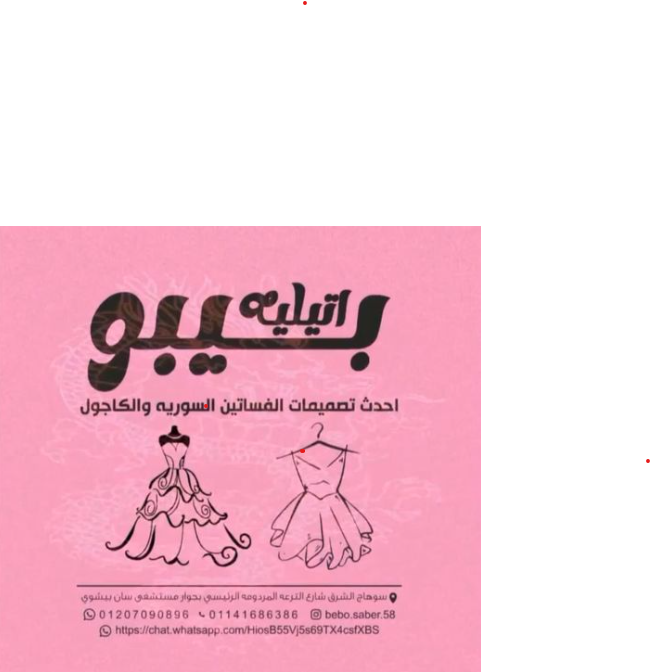 اتيليه
بيبو
احدث تصميمات الفساتين السوريه والكاجول
سوهاج الشرق شارع الترعه المردومه الرئيسي بجوار مستشفى سان بيشوي
01207090896 01141686386 bebo.saber.58
https://chat.whatsapp.com/HiosB55Vj5s69TX4csfXBS